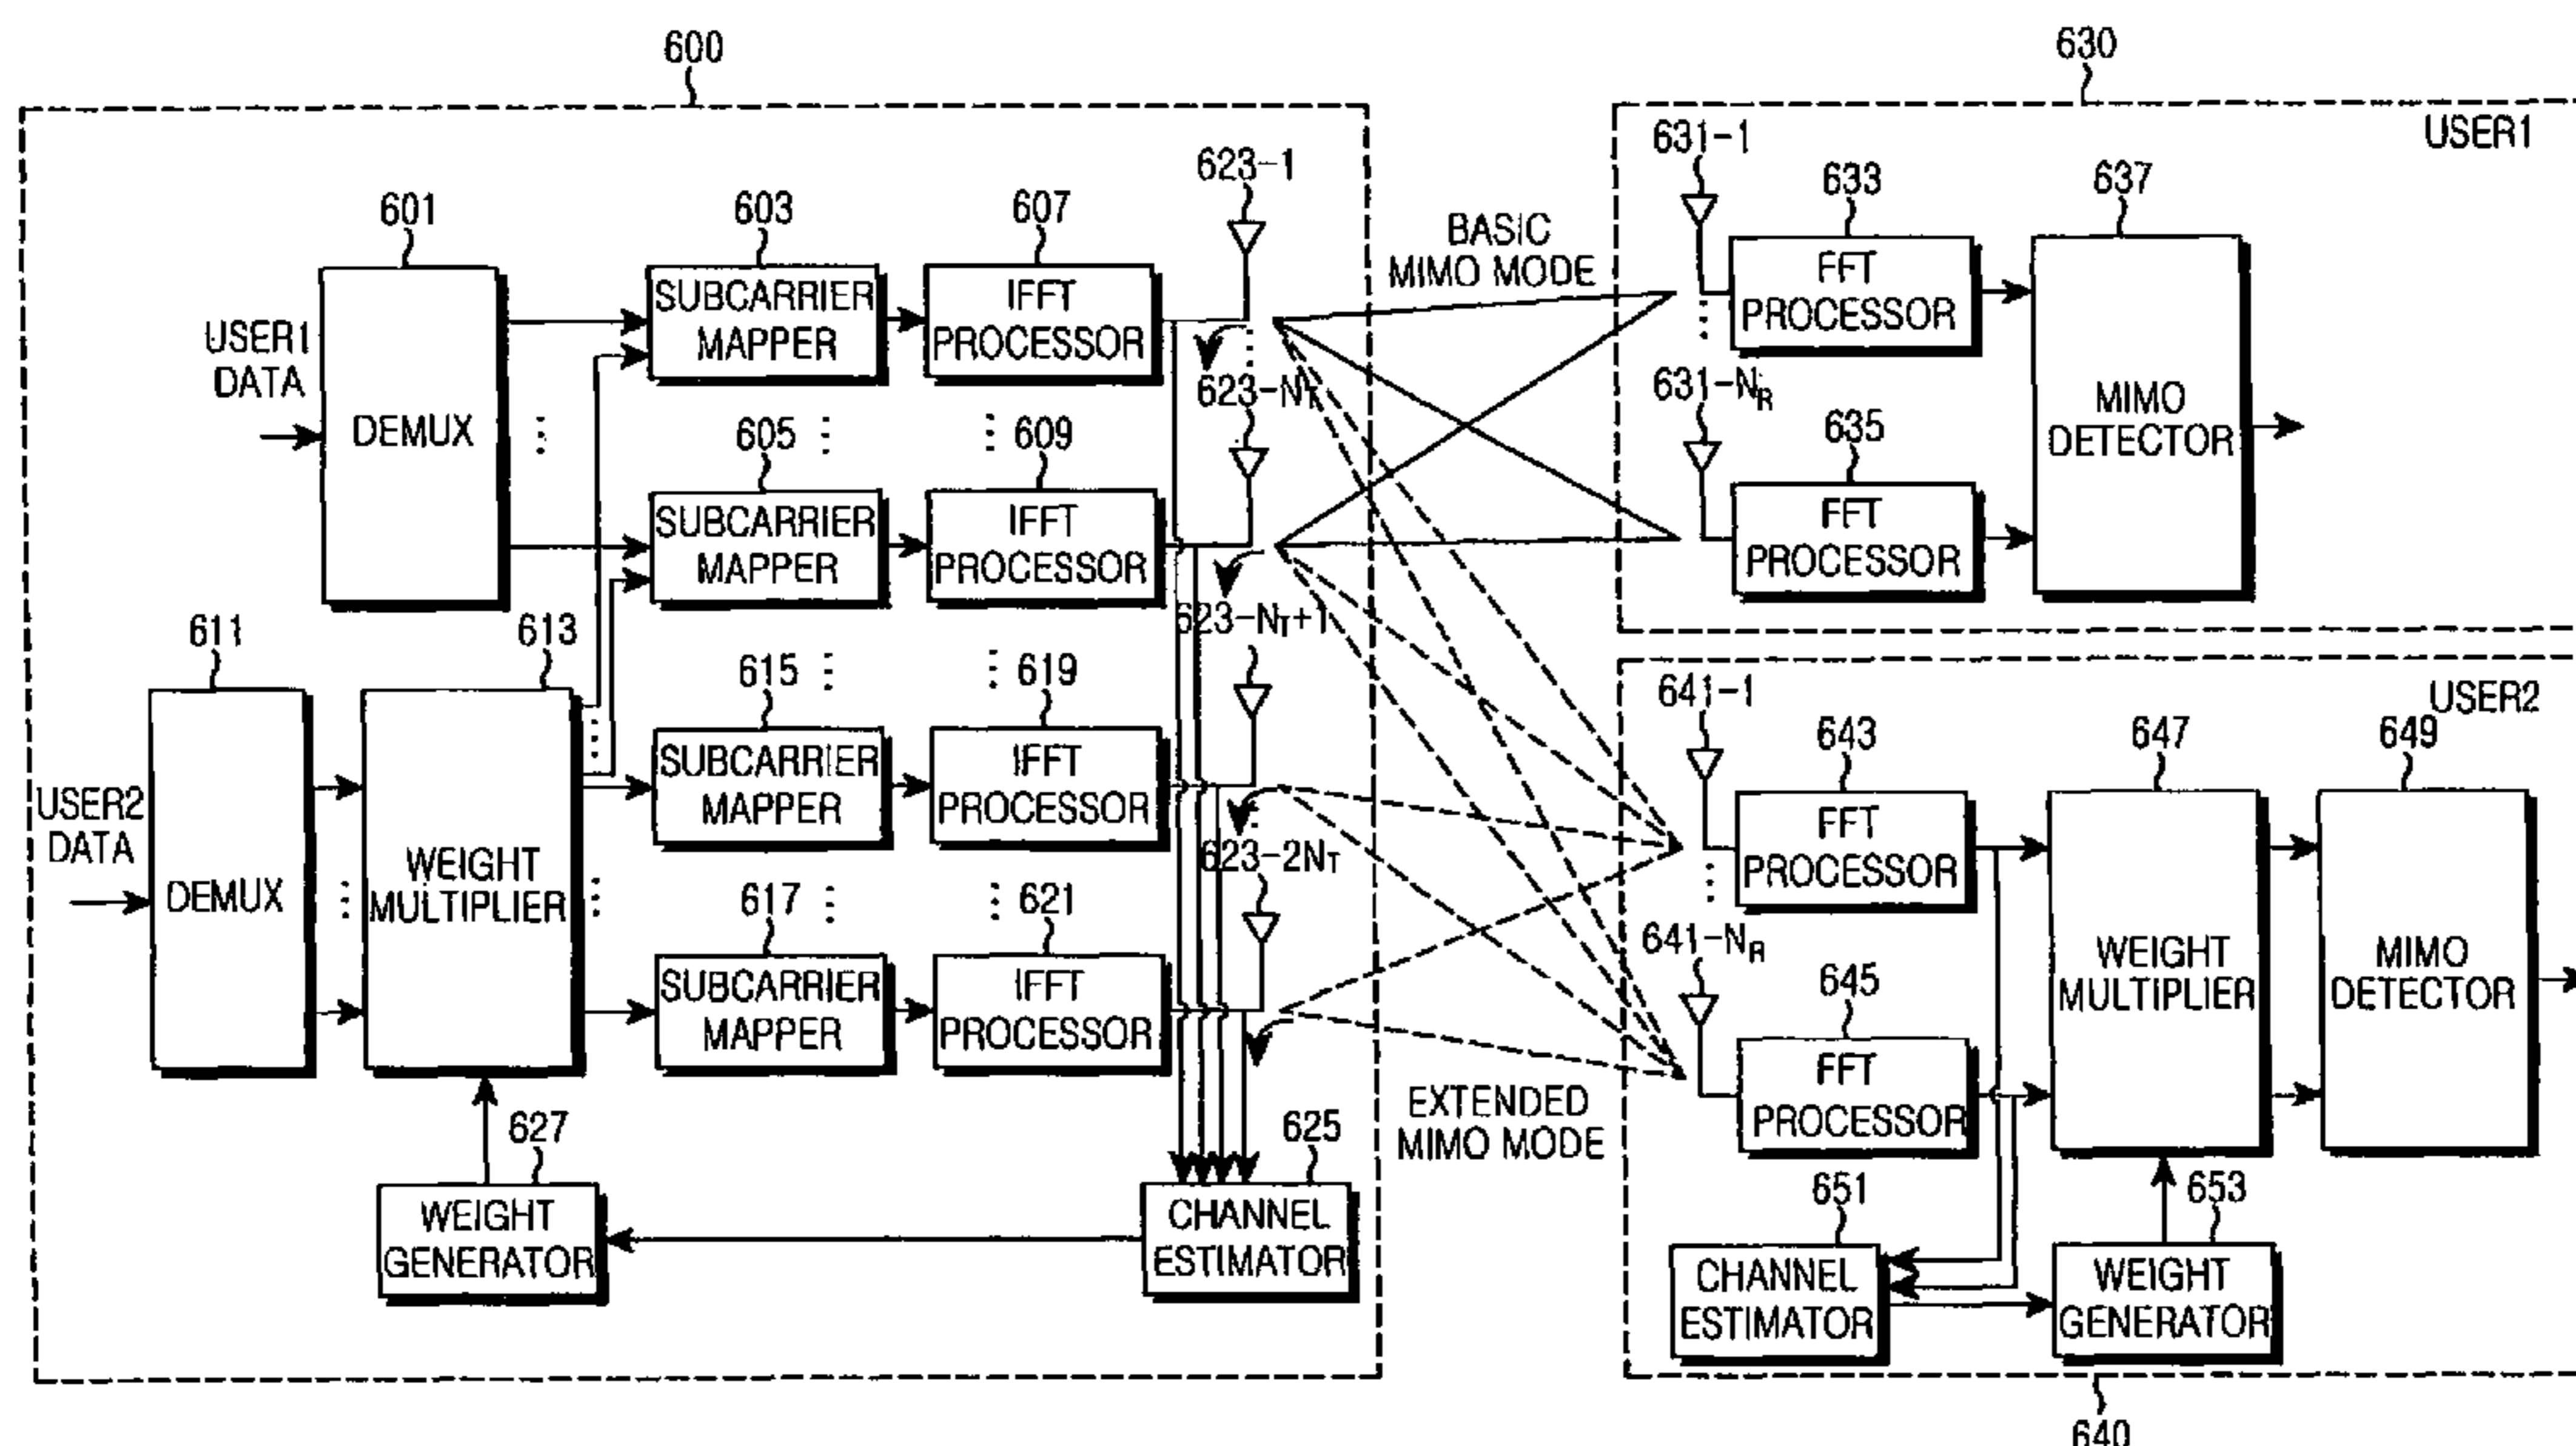 600
630
USER1
623-1
631-1
633
637
601
603
607
BASIC
MIMO MODE
SUBCARRIER
MAPPER
IFFT
PROCESSOR
FFT
PROCESSOR
USER1
DATA
DEMUX
623-NT
631-NR
MIMO
DETECTOR
605
609
635
SUBCARRIER
MAPPER
IFFT
PROCESSOR
FFT
PROCESSOR
611
613
623-NT+1
615
619
641-1
USER2
643
647
649
SUBCARRIER
MAPPER
IFFT
PROCESSOR
FFT
PROCESSOR
USER2
DATA
DEMUX
WEIGHT
MULTIPLIER
623-2NT
617
621
641-NR
645
WEIGHT
MULTIPLIER
MIMO
DETECTOR
SUBCARRIER
MAPPER
IFFT
PROCESSOR
FFT
PROCESSOR
EXTENDED
MIMO MODE
627
625
651
653
WEIGHT
GENERATOR
CHANNEL
ESTIMATOR
CHANNEL
ESTIMATOR
WEIGHT
GENERATOR
640